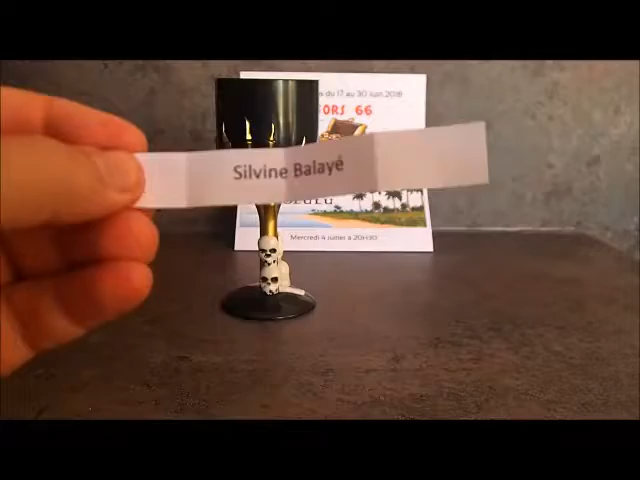 du 17 au 30 Juin 2018
ORS 66
Silvine Balayé
Mercredi 4 juillet à 20H30